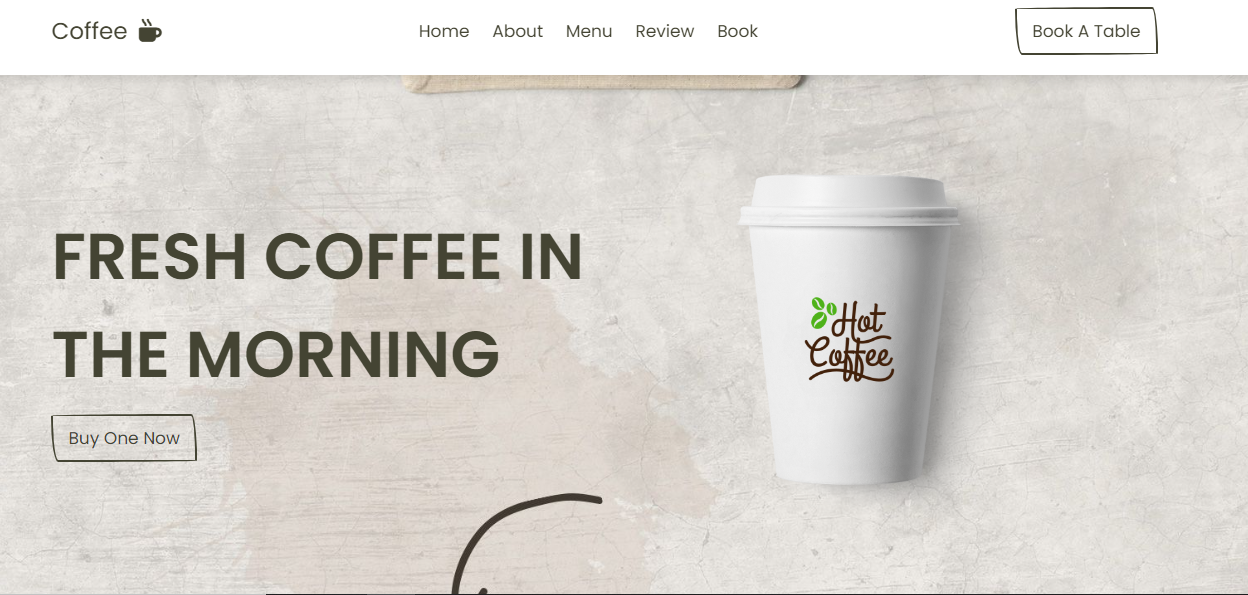 Coffee
Home About Menu Review Book
Book A Table
FRESH COFFEE IN
THE MORNING
Buy One Now
Hot
Coffee